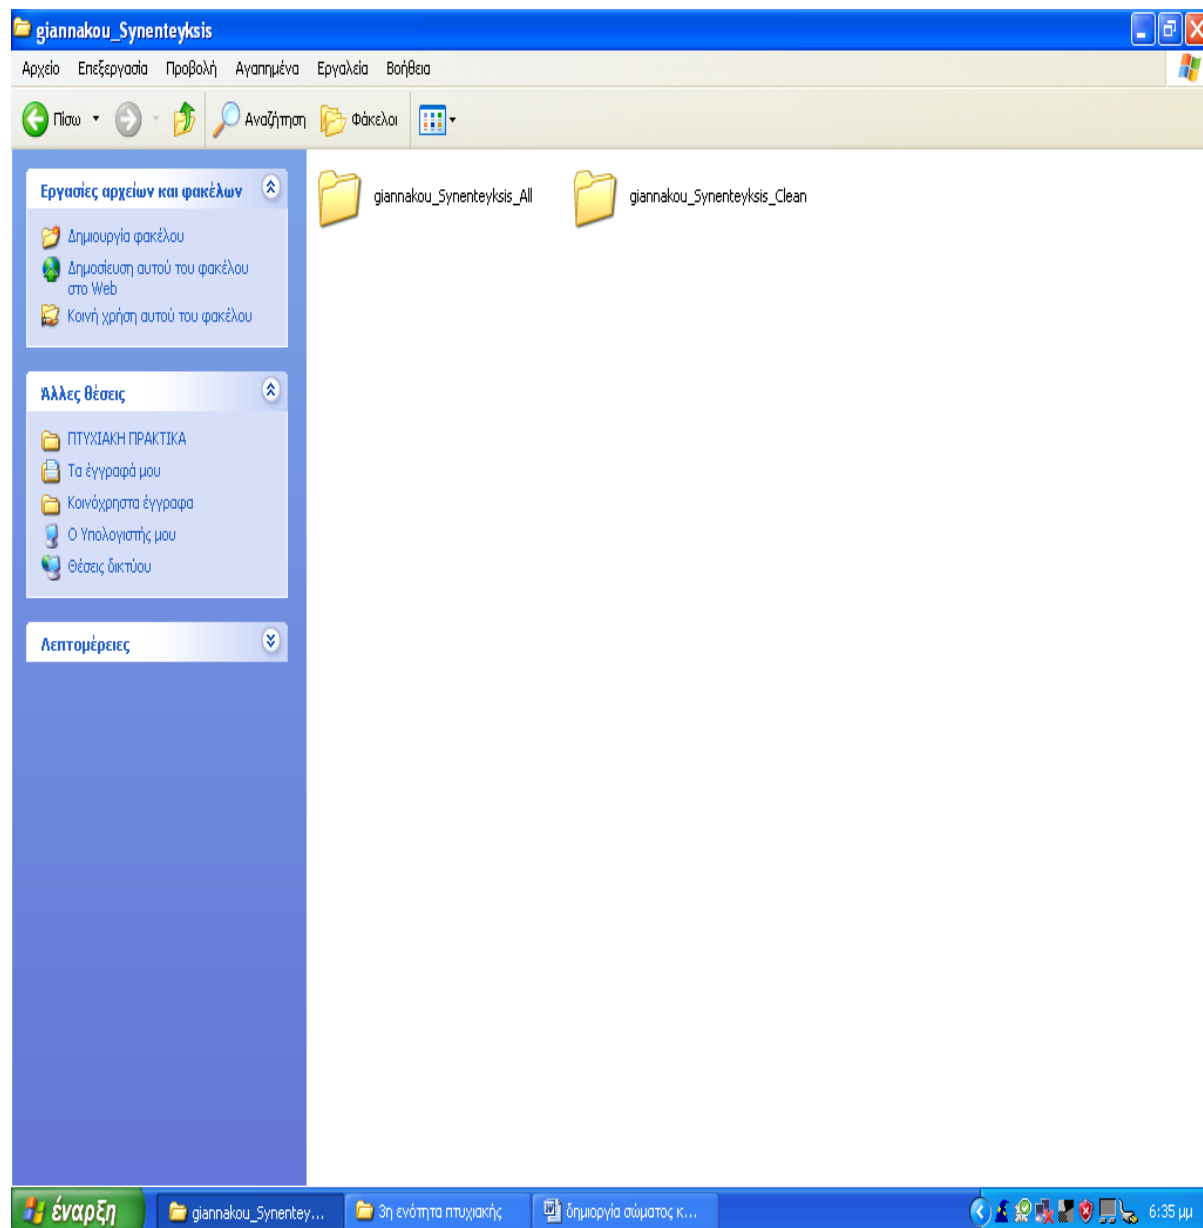 giannakou_Synenteyksis
Αρχείο Επεξεργασία Προβολή Αγαπημένα Εργαλεία Βοήθεια
Πίσω Αναζήτηση Φάκελοι
Εργασίες αρχείων και φακέλων
Δημιουργία φακέλου
Δημοσίευση αυτού του φακέλου
στο Web
Κοινή χρήση αυτού του φακέλου
Άλλες θέσεις
ΠΤΥΧΙΑΚΗ ΠΡΑΚΤΙΚΑ
Τα έγγραφά μου
Κοινόχρηστα έγγραφα
Ο Υπολογιστής μου
Θέσεις δικτύου
Λεπτομέρειες
giannakou_Synenteyksis_All
giannakou_Synenteyksis_Clean
έναρξη
giannakou_Synentey...
3η ενότητα πτυχιακής
δημιοργία σώματος κ...
6:35 μμ